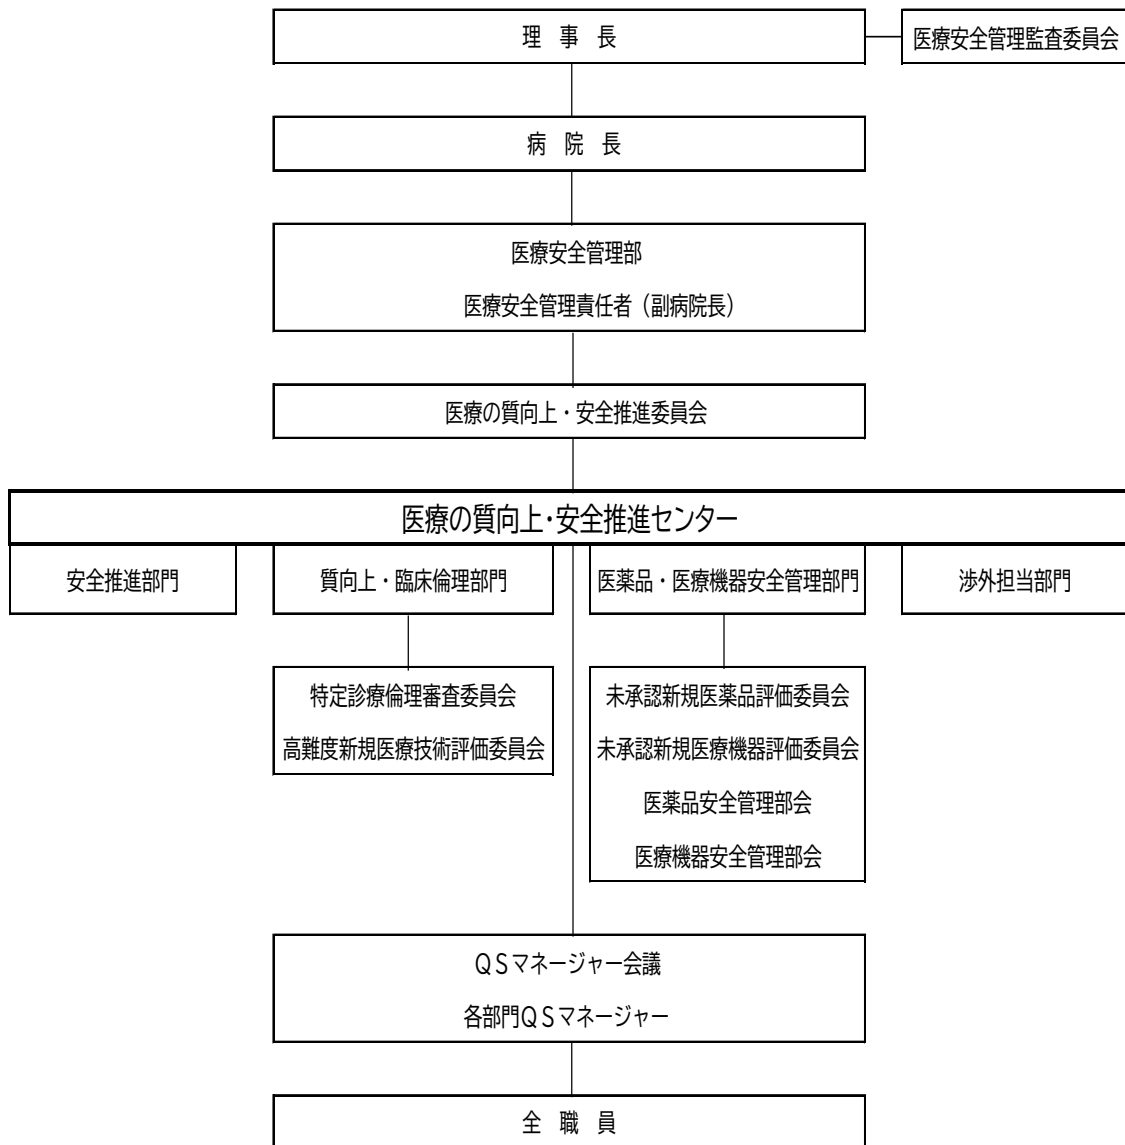 理　事　長
医療安全管理監査委員会
病　院　長
医療安全管理部
医療安全管理責任者（副病院長）
医療の質向上・安全推進委員会
医療の質向上・安全推進センター
安全推進部門
質向上・臨床倫理部門
医薬品・医療機器安全管理部門
渉外担当部門
特定診療倫理審査委員会
高難度新規医療技術評価委員会
未承認新規医薬品評価委員会
未承認新規医療機器評価委員会
医薬品安全管理部会
医療機器安全管理部会
ＱＳマネージャー会議
各部門ＱＳマネージャー
全　職　員